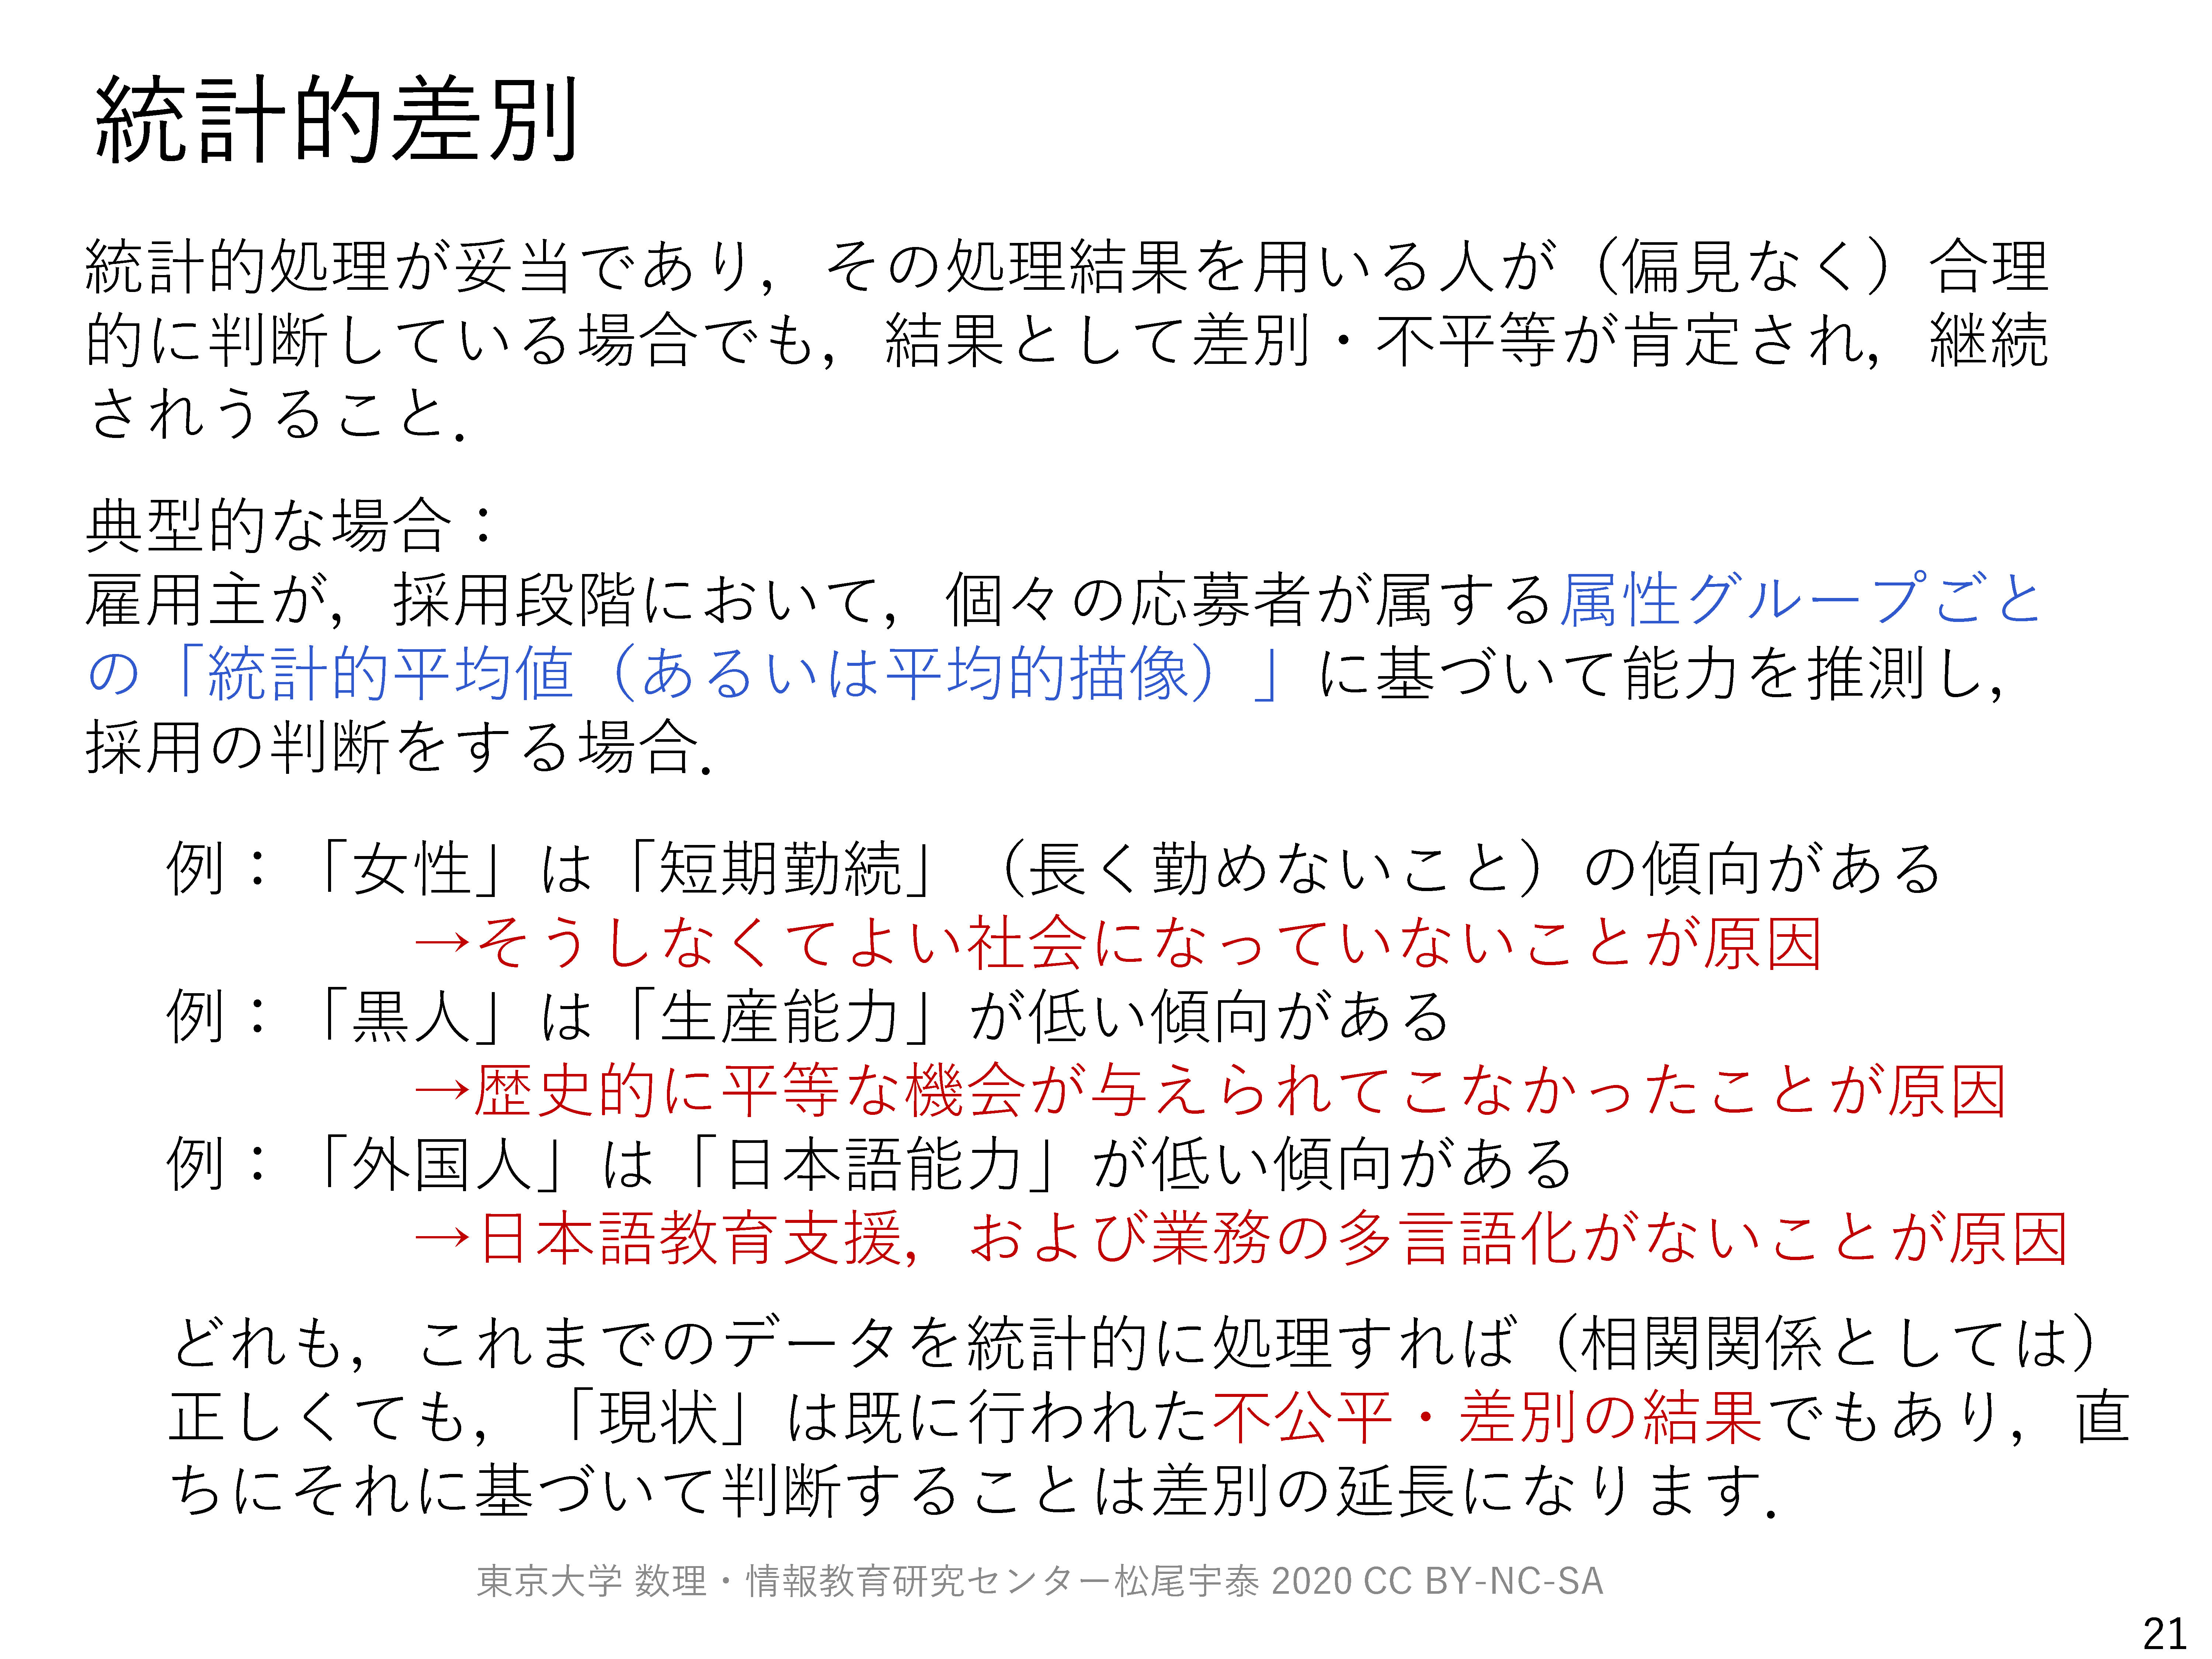 統計的差別
統計的処理が妥当であり，その処理結果を用いる人が（偏見なく）合理
的に判断している場合でも，結果として差別・不平等が肯定され，継続
されうること．
典型的な場合：
雇用主が，採用段階において，個々の応募者が属する属性グループごと
の「統計的平均値（あるいは平均的描像）」に基づいて能力を推測し，
採用の判断をする場合．
例：「女性」は「短期勤続」（長く勤めないこと）の傾向がある
→そうしなくてよい社会になっていないことが原因
例：「黒人」は「生産能力」が低い傾向がある
→歴史的に平等な機会が与えられてこなかったことが原因
例：「外国人」は「日本語能力」が低い傾向がある
→日本語教育支援，および業務の多言語化がないことが原因
どれも，これまでのデータを統計的に処理すれば（相関関係としては）
正しくても，「現状」は既に行われた不公平・差別の結果でもあり，直
ちにそれに基づいて判断することは差別の延長になります．
東京大学 数理・情報教育研究センター松尾宇泰 2020 CC BY-NC-SA
21